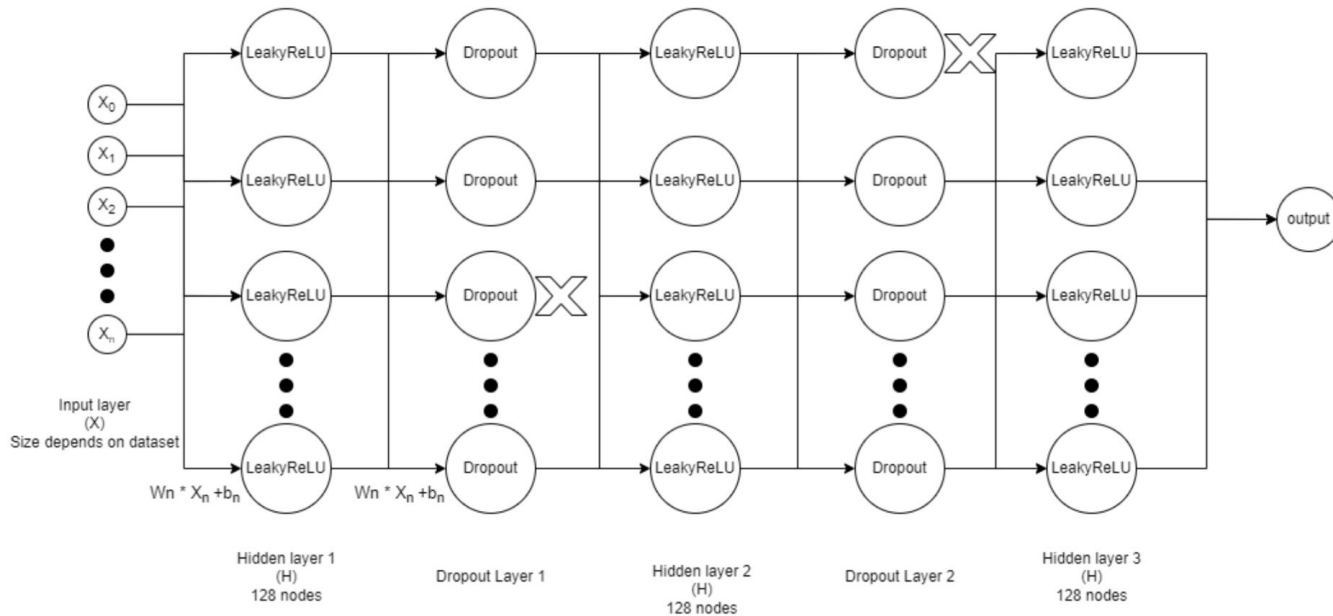 LeakyReLU Dropout LeakyReLU Dropout LeakyReLU
X₀
X₁
LeakyReLU Dropout LeakyReLU Dropout LeakyReLU
X₂
output
LeakyReLU Dropout LeakyReLU Dropout LeakyReLU
Xₙ
Input layer
(X)
Size depends on dataset
LeakyReLU Dropout LeakyReLU Dropout LeakyReLU
Wn * Xₙ +bₙ Wn * Xₙ +bₙ
Hidden layer 1
(H)
128 nodes
Dropout Layer 1
Hidden layer 2
(H)
128 nodes
Dropout Layer 2
Hidden layer 3
(H)
128 nodes